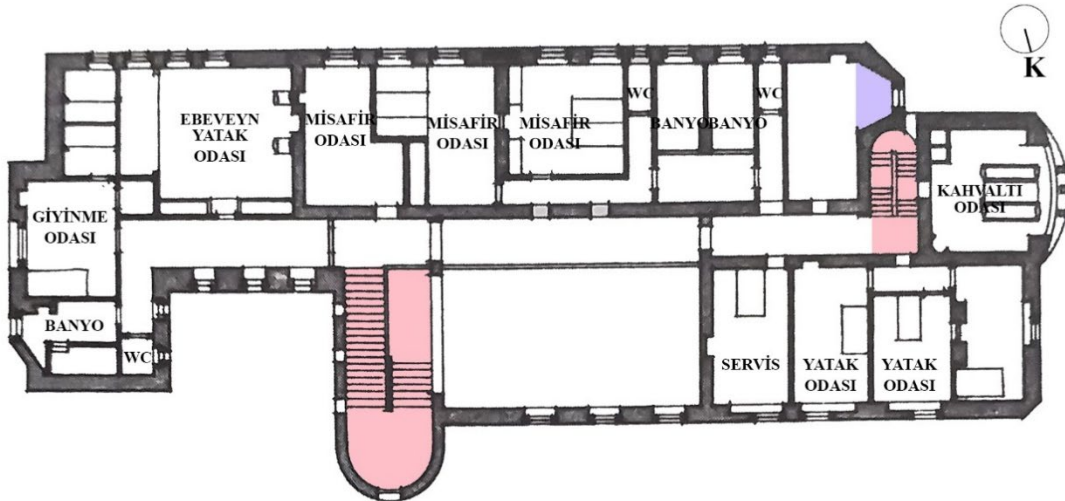 K
EBEVEYN
YATAK
ODASI
MİSAFİR
ODASI
MİSAFİR
ODASI
MİSAFİR
ODASI
WC
BANYO
BANYO
WC
KAHVALTI
ODASI
GİYİNME
ODASI
BANYO
WC
SERVİS
YATAK
ODASI
YATAK
ODASI